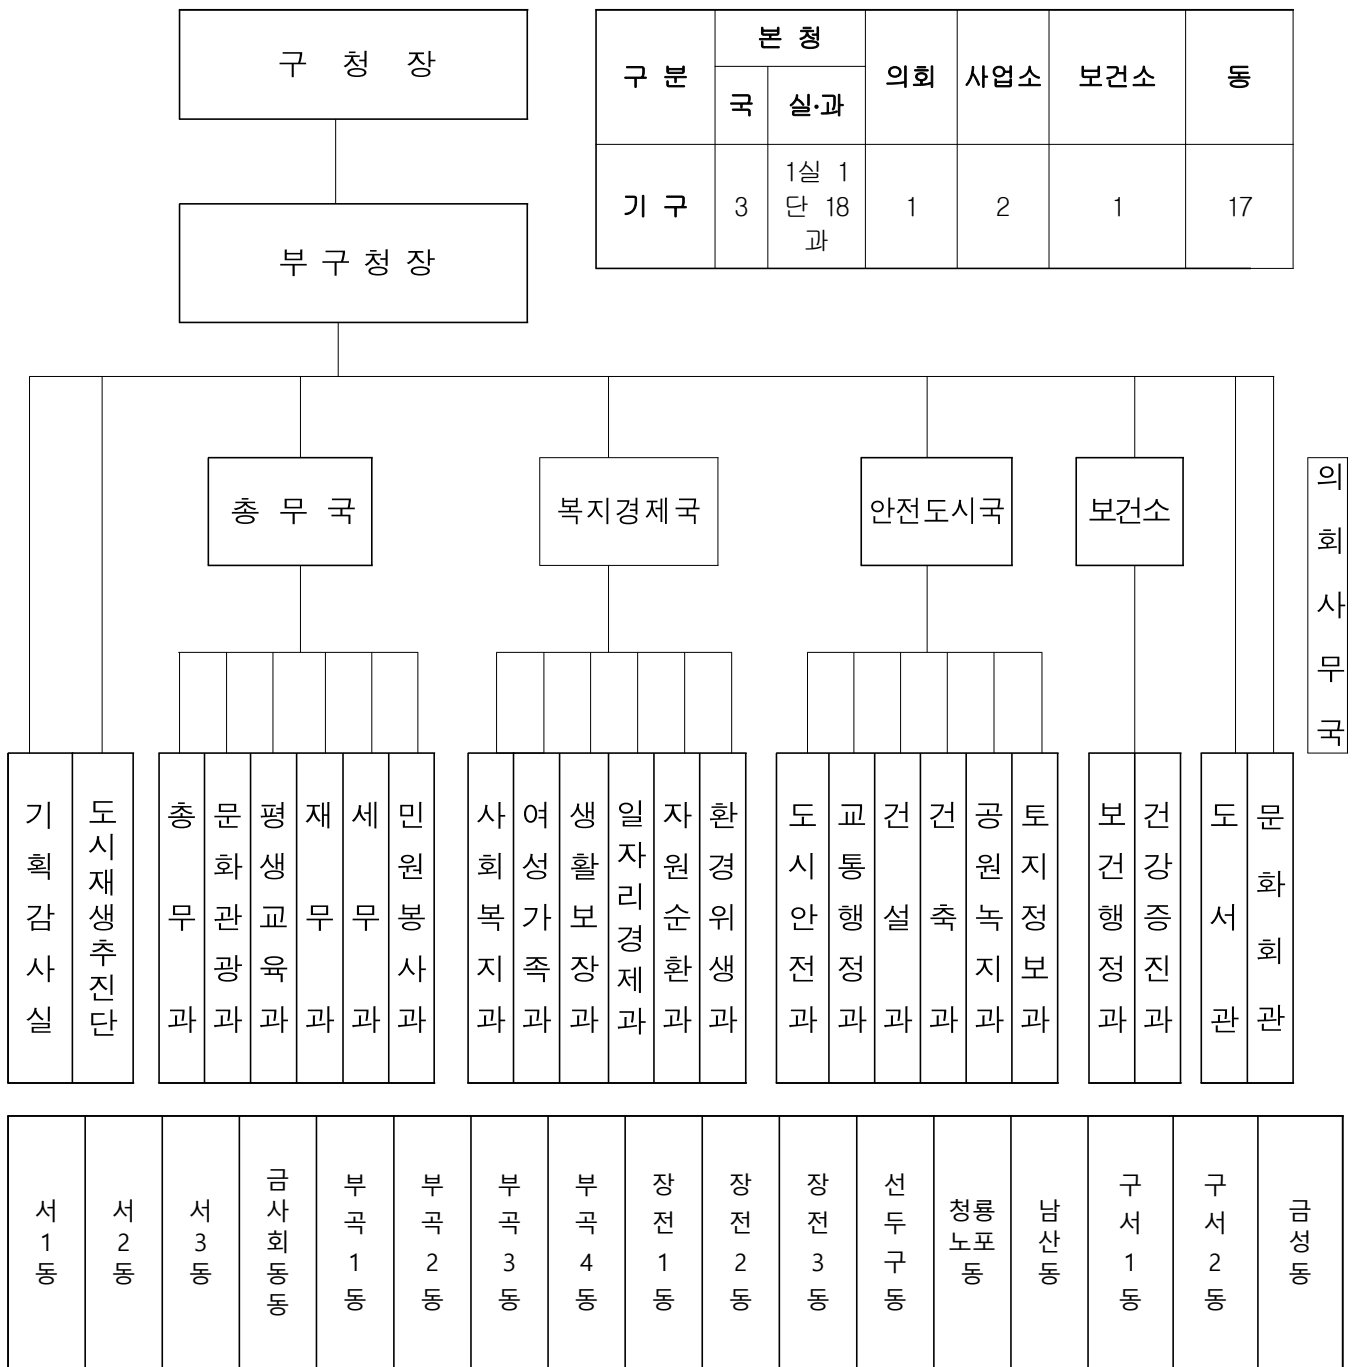 구 청 장
부 구 청 장
구 분 본 청 의회 사업소 보건소 동
국 실·과
기 구 3 1실 1단 18과 1 2 1 17
총 무 국
복지경제국
안전도시국
보건소
의회사무국
기획감사실
도시재생추진단
총무과
문화관광과
평생교육과
재무과
세무과
민원봉사과
사회복지과
여성가족과
생활보장과
일자리경제과
자원순환과
환경위생과
도시안전과
교통행정과
건설과
건축과
공원녹지과
토지정보과
보건행정과
건강증진과
도서관
문화회관
서1동
서2동
서3동
금사회동동
부곡1동
부곡2동
부곡3동
부곡4동
장전1동
장전2동
장전3동
선두구동
청룡노포동
남산동
구서1동
구서2동
금성동